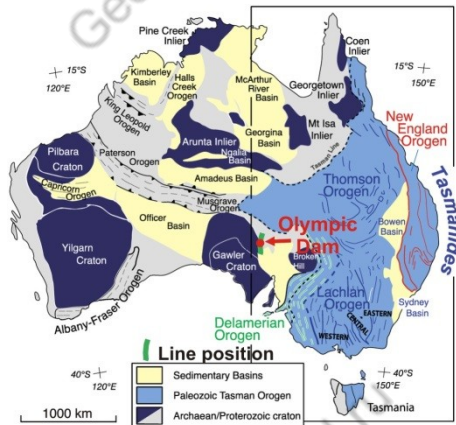 Geo
Pine Creek
Inlier
Coen
Inlier
15°S
120°E
Kimberley
Basin
Halls
Creek
Orogen
McArthur
River
Basin
Georgetown
Inlier
15°S
150°E
King Leopold
Orogen
Georgina
Basin
Mt Isa
Inlier
Tasman Line
New
England
Orogen
Pilbara
Craton
Paterson
Orogen
Arunta Inlier
Ngalia
Basin
Amadeus Basin
Thomson
Orogen
Tasmanides
Capricorn
Orogen
Musgrave
Orogen
Officer
Basin
Olympic
Dam
Bowen
Basin
Yilgarn
Craton
Gawler
Craton
Broken
Hill
Lachlan
Orogen
Sydney
Basin
Albany-Fraser Orogen
Delamerian
Orogen
WESTERN
CENTRAL
EASTERN
Line position
40°S
120°E
Sedimentary Basins
Paleozoic Tasman Orogen
Archaean/Proterozoic craton
1000 km
40°S
150°E
Tasmania